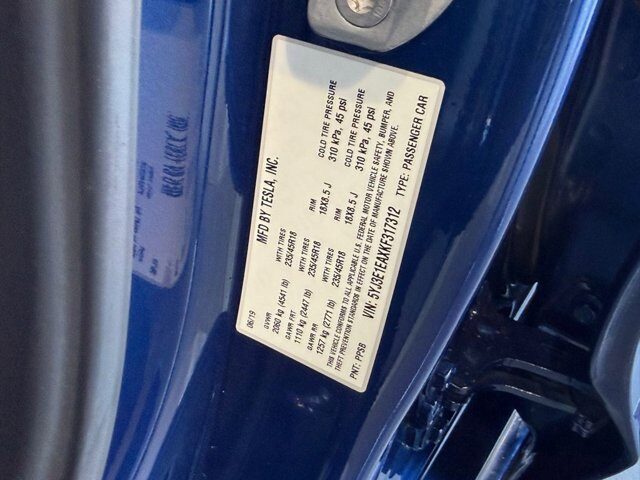 MFD BY TESLA, INC.
06/19
GVWR WITH TIRES RIM COLD TIRE PRESSURE
2060 kg (4541 lb) 235/45R18 18X8.5 J 310 kPa, 45 psi
GAWR FRT WITH TIRES RIM COLD TIRE PRESSURE
1110 kg (2447 lb) 235/45R18 18X8.5 J 310 kPa, 45 psi
GAWR RR WITH TIRES
1257 kg (2771 lb) 235/45R18
THIS VEHICLE CONFORMS TO ALL APPLICABLE U.S. FEDERAL MOTOR VEHICLE SAFETY, BUMPER, AND
THEFT PREVENTION STANDARDS IN EFFECT ON THE DATE OF MANUFACTURE SHOWN ABOVE.
VIN: 5YJ3E1EAXKF317312 TYPE: PASSENGER CAR
PNT: PPSB